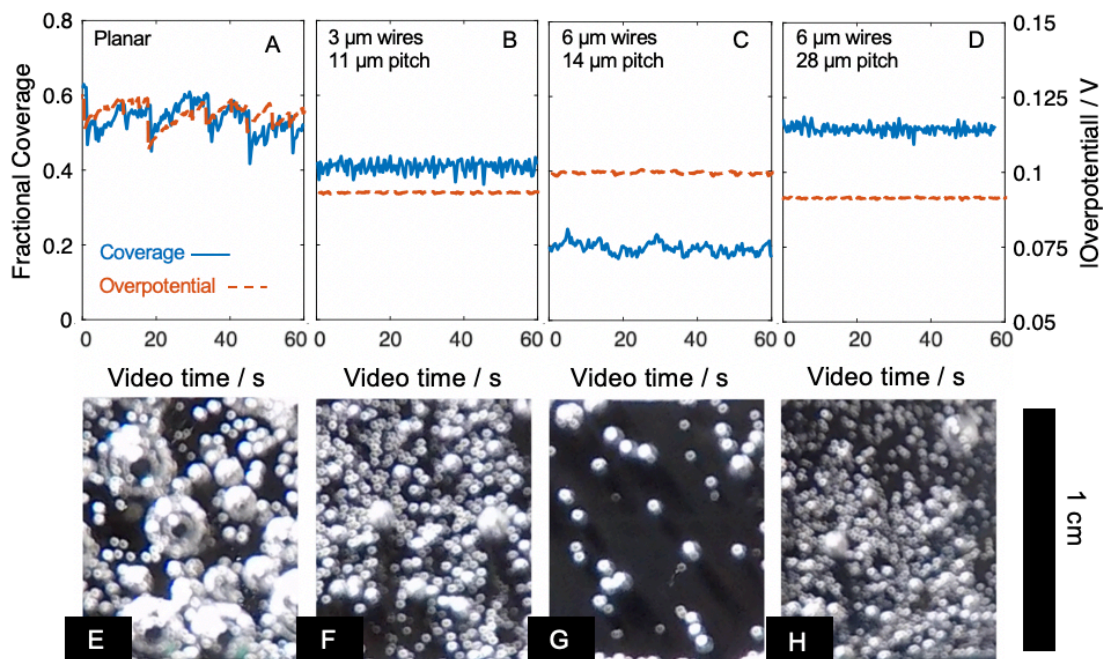 0.8
0.6
0.4
0.2
0
Fractional Coverage
Planar
A
Coverage
Overpotential
3 µm wires
11 µm pitch
B
6 µm wires
14 µm pitch
C
6 µm wires
28 µm pitch
D
0.15
0.125
0.1
0.075
0.05
|Overpotential| / V
0 20 40 60
0 20 40 60
0 20 40 60
0 20 40 60
Video time / s
Video time / s
Video time / s
Video time / s
E
F
G
H
1 cm